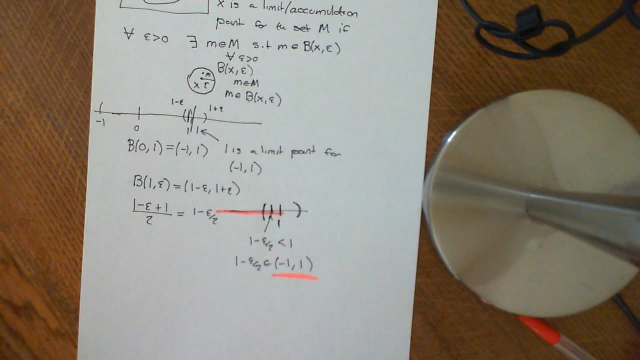 x is a limit/accumulation
point for the set M if
∀ ε>0 ∃ m∈M s.t m∈B(x,ε)
∀ ε>0
B(x,ε)
m∈M
m∈B(x,ε)
m
x ε
1-ε 1+ε
-1 0 1
B(0,1)=(-1,1) 1 is a limit point for
(-1,1)
B(1,ε)=(1-ε,1+ε)
(1-ε+1)/2 = 1-ε/2
1
1-ε/2 < 1
1-ε/2 ∈ (-1,1)